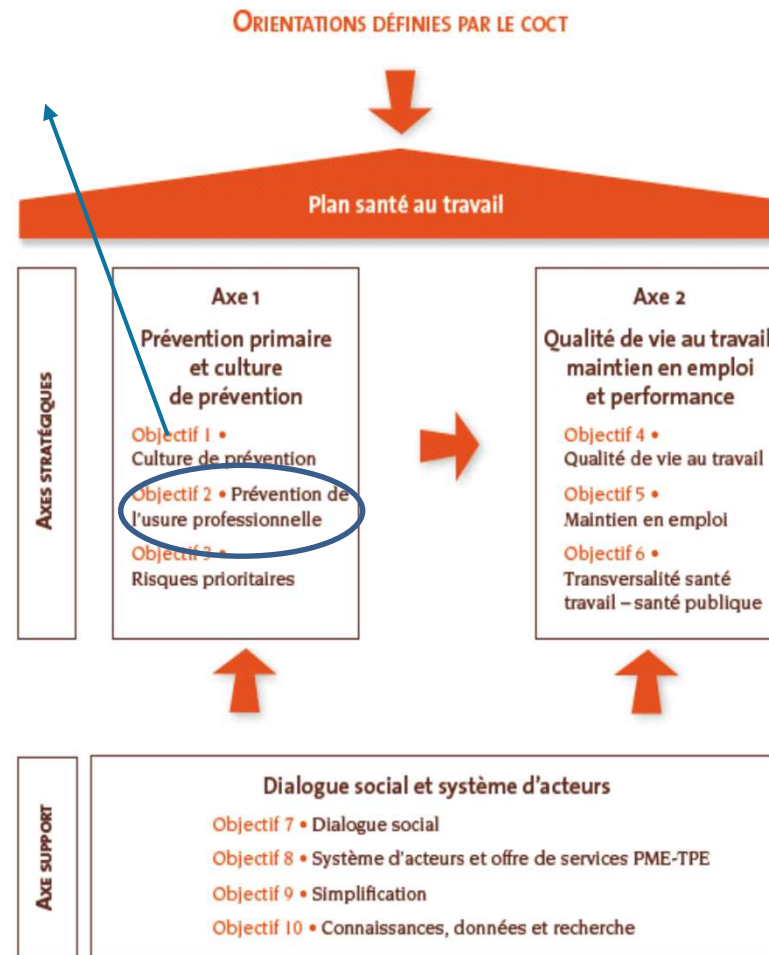 ORIENTATIONS DÉFINIES PAR LE COCT
Plan santé au travail
AXES STRATÉGIQUES
Axe 1
Prévention primaire
et culture
de prévention
Objectif 1 •
Culture de prévention
Objectif 2 • Prévention de
l'usure professionnelle
Objectif 3 •
Risques prioritaires
Axe 2
Qualité de vie au travail
maintien en emploi
et performance
Objectif 4 •
Qualité de vie au travail
Objectif 5 •
Maintien en emploi
Objectif 6 •
Transversalité santé
travail – santé publique
AXE SUPPORT
Dialogue social et système d'acteurs
Objectif 7 • Dialogue social
Objectif 8 • Système d'acteurs et offre de services PME-TPE
Objectif 9 • Simplification
Objectif 10 • Connaissances, données et recherche